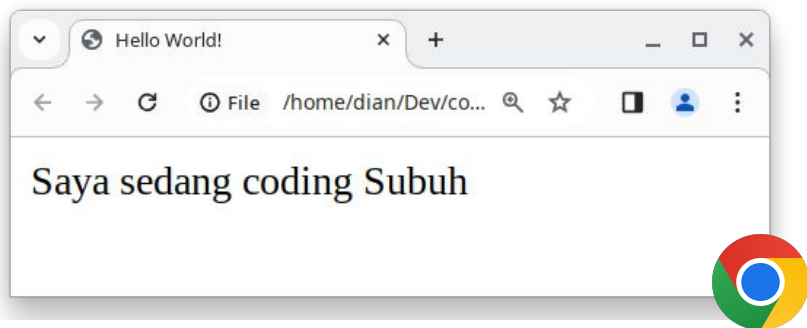 Hello World!
File /home/dian/Dev/co...
Saya sedang coding Subuh